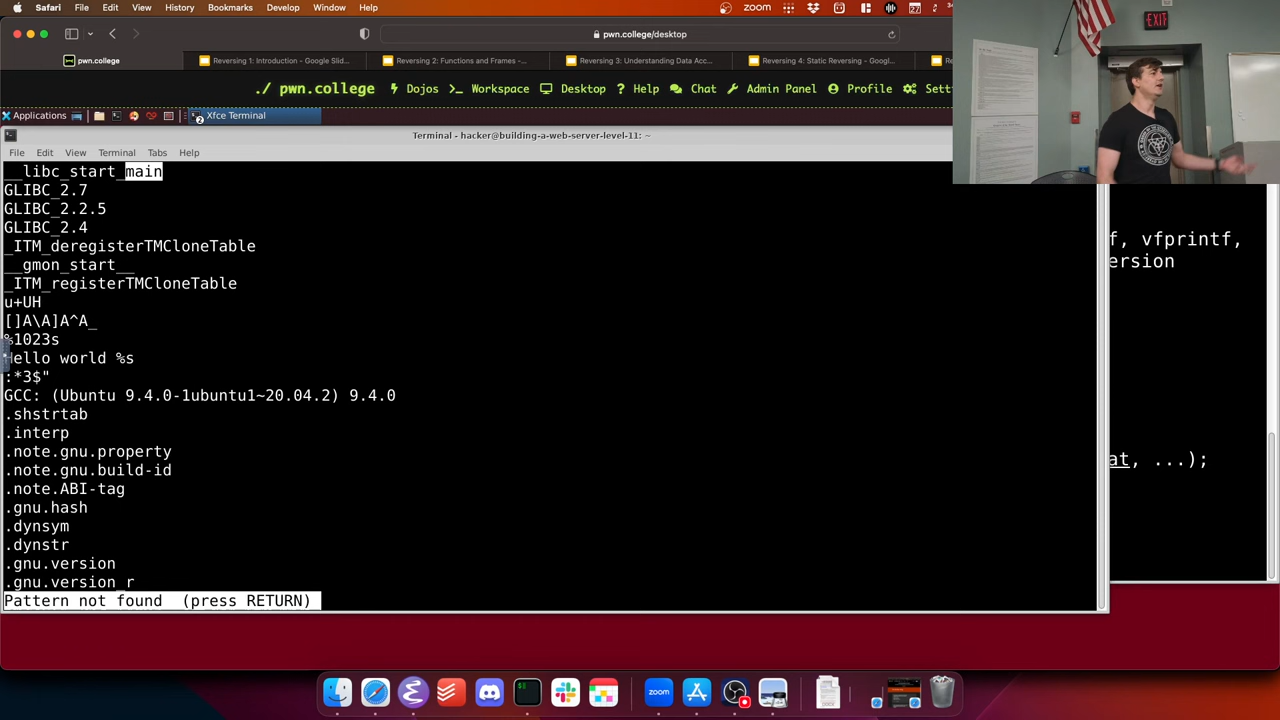 Safari File Edit View History Bookmarks Develop Window Help
zoom
27
pwn.college/desktop
pwn.college
Reversing 1: Introduction - Google Slid...
Reversing 2: Functions and Frames -...
Reversing 3: Understanding Data Acc...
Reversing 4: Static Reversing - Googl...
./ pwn.college
Dojos
Workspace
Desktop
Help
Chat
Admin Panel
Profile
Setti
EXIT
Applications
Xfce Terminal
Terminal - hacker@building-a-web-server-level-11: ~
File Edit View Terminal Tabs Help
__libc_start_main
GLIBC_2.7
GLIBC_2.2.5
GLIBC_2.4
_ITM_deregisterTMCloneTable
__gmon_start__
_ITM_registerTMCloneTable
u+UH
[]A\A]A^A_
%1023s
Hello world %s
:*3$"
GCC: (Ubuntu 9.4.0-1ubuntu1~20.04.2) 9.4.0
.shstrtab
.interp
.note.gnu.property
.note.gnu.build-id
.note.ABI-tag
.gnu.hash
.dynsym
.dynstr
.gnu.version
.gnu.version_r
Pattern not found (press RETURN)
f, vfprintf,
ersion
at, ...);
zoom